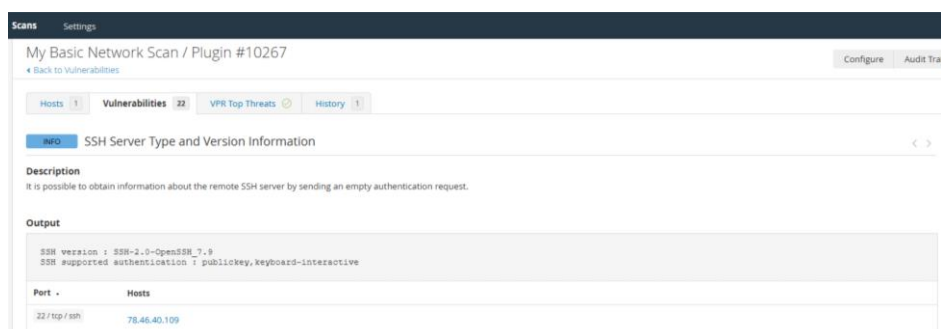 Scans Settings
My Basic Network Scan / Plugin #10267
Configure Audit Tra
Back to Vulnerabilities
Hosts 1 Vulnerabilities 22 VPR Top Threats History 1
INFO SSH Server Type and Version Information
Description
It is possible to obtain information about the remote SSH server by sending an empty authentication request.
Output
SSH version : SSH-2.0-OpenSSH_7.9
SSH supported authentication : publickey,keyboard-interactive
Port Hosts
22 / tcp / ssh 78.46.40.109